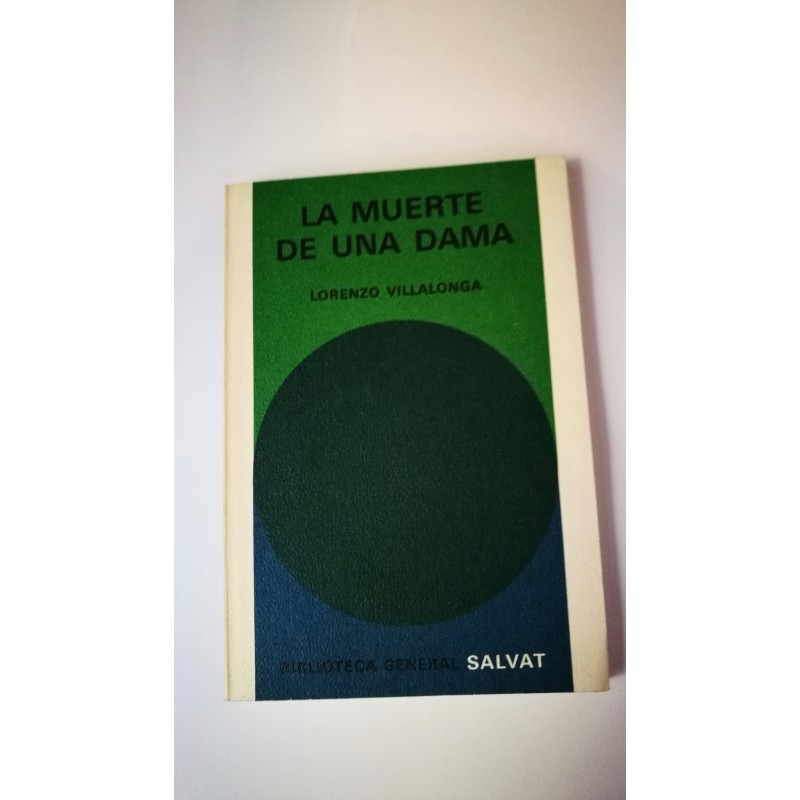 LA MUERTE
DE UNA DAMA
LORENZO VILLALONGA
BIBLIOTECA GENERAL SALVAT